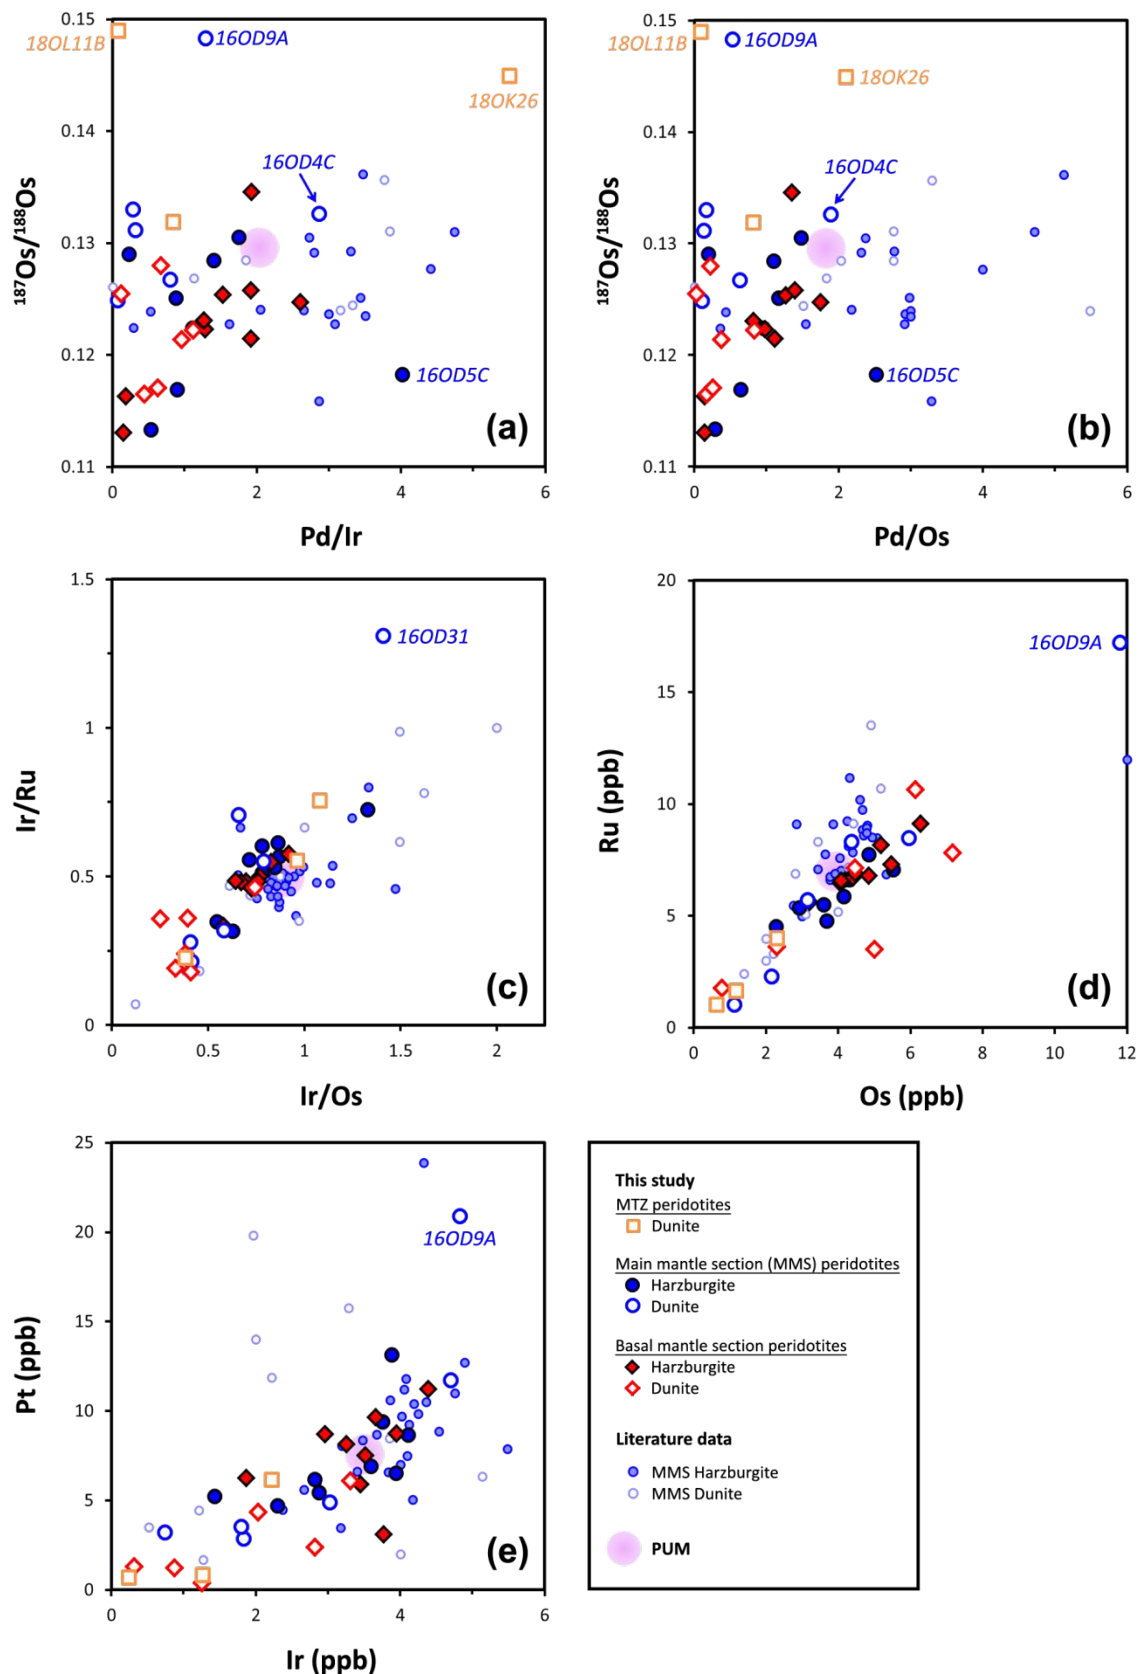 0.15
0.14
0.13
0.12
0.11
187Os/188Os
18OL11B
16OD9A
18OK26
16OD4C
16OD5C
(a)
0
2
4
6
Pd/Ir
0.15
0.14
0.13
0.12
0.11
187Os/188Os
18OL11B
16OD9A
18OK26
16OD4C
16OD5C
(b)
0
2
4
6
Pd/Os
1.5
1
0.5
0
Ir/Ru
16OD31
(c)
0
0.5
1
1.5
2
Ir/Os
20
15
10
5
0
Ru (ppb)
16OD9A
(d)
0
2
4
6
8
10
12
Os (ppb)
25
20
15
10
5
0
Pt (ppb)
16OD9A
(e)
0
2
4
6
Ir (ppb)
This study
MTZ peridotites
Dunite
Main mantle section (MMS) peridotites
Harzburgite
Dunite
Basal mantle section peridotites
Harzburgite
Dunite
Literature data
MMS Harzburgite
MMS Dunite
PUM